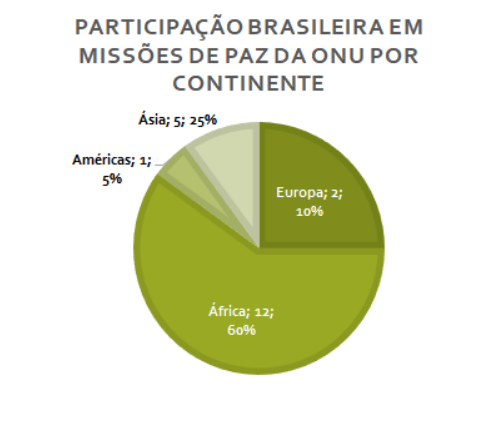 PARTICIPAÇÃO BRASILEIRA EM
MISSÕES DE PAZ DA ONU POR
CONTINENTE
Ásia; 5; 25%
Américas; 1;
5%
Europa; 2;
10%
África; 12;
60%